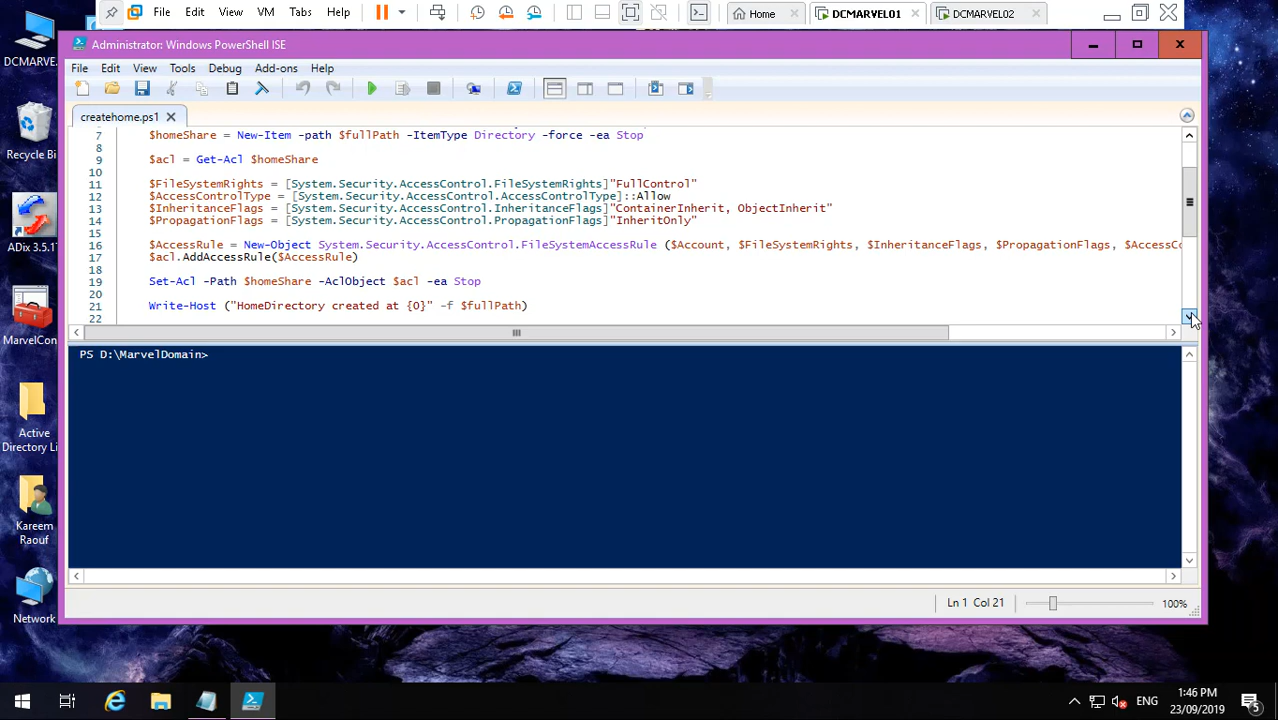 File Edit View VM Tabs Help
Home
DCMARVEL01
DCMARVEL02
Administrator: Windows PowerShell ISE
File Edit View Tools Debug Add-ons Help
createhome.ps1
7 $homeShare = New-Item -path $fullPath -ItemType Directory -force -ea Stop
8
9 $acl = Get-Acl $homeShare
10
11 $FileSystemRights = [System.Security.AccessControl.FileSystemRights]"FullControl"
12 $AccessControlType = [System.Security.AccessControl.AccessControlType]::Allow
13 $InheritanceFlags = [System.Security.AccessControl.InheritanceFlags]"ContainerInherit, ObjectInherit"
14 $PropagationFlags = [System.Security.AccessControl.PropagationFlags]"InheritOnly"
15
16 $AccessRule = New-Object System.Security.AccessControl.FileSystemAccessRule ($Account, $FileSystemRights, $InheritanceFlags, $PropagationFlags, $AccessCo
17 $acl.AddAccessRule($AccessRule)
18
19 Set-Acl -Path $homeShare -AclObject $acl -ea Stop
20
21 Write-Host ("HomeDirectory created at {0}" -f $fullPath)
22
PS D:\MarvelDomain>
Ln 1 Col 21
100%
DCMARVE.
Recycle Bi
ADix 3.5.1
MarvelCon
Active
Directory Li
Kareem
Raouf
Network
ENG
1:46 PM
23/09/2019
5